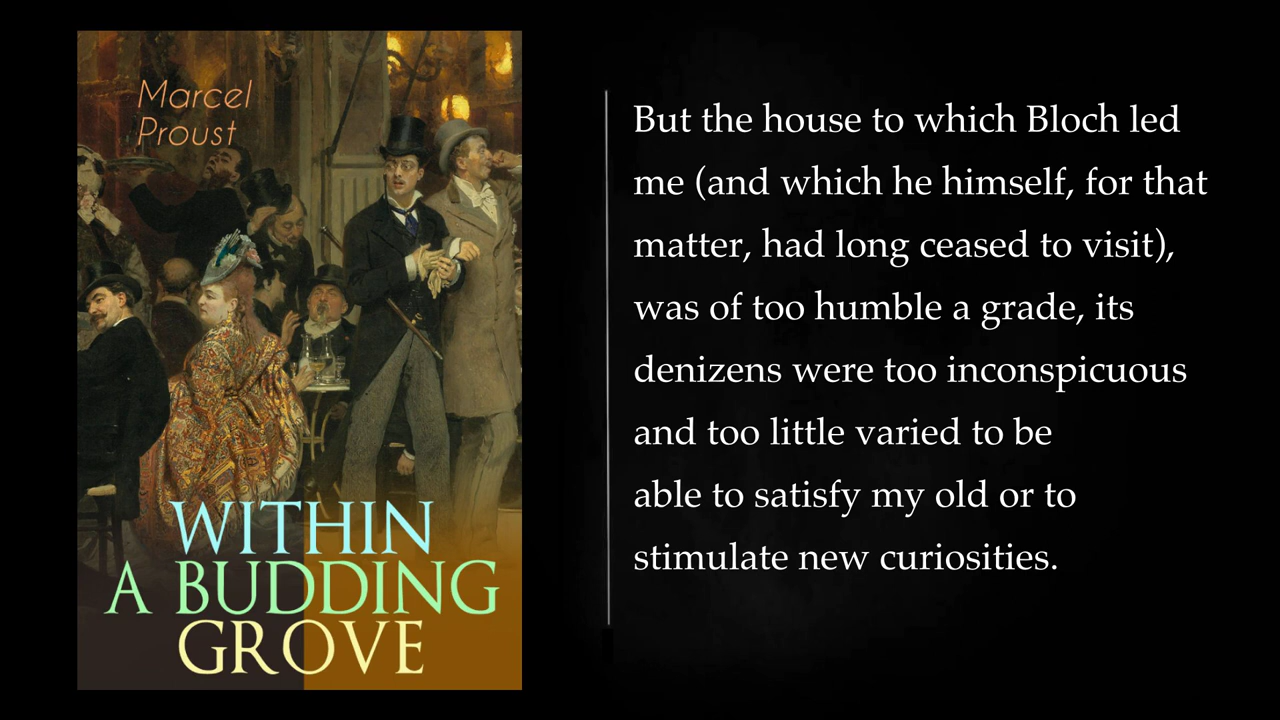 Marcel
Proust
WITHIN
A BUDDING
GROVE
But the house to which Bloch led
me (and which he himself, for that
matter, had long ceased to visit),
was of too humble a grade, its
denizens were too inconspicuous
and too little varied to be
able to satisfy my old or to
stimulate new curiosities.